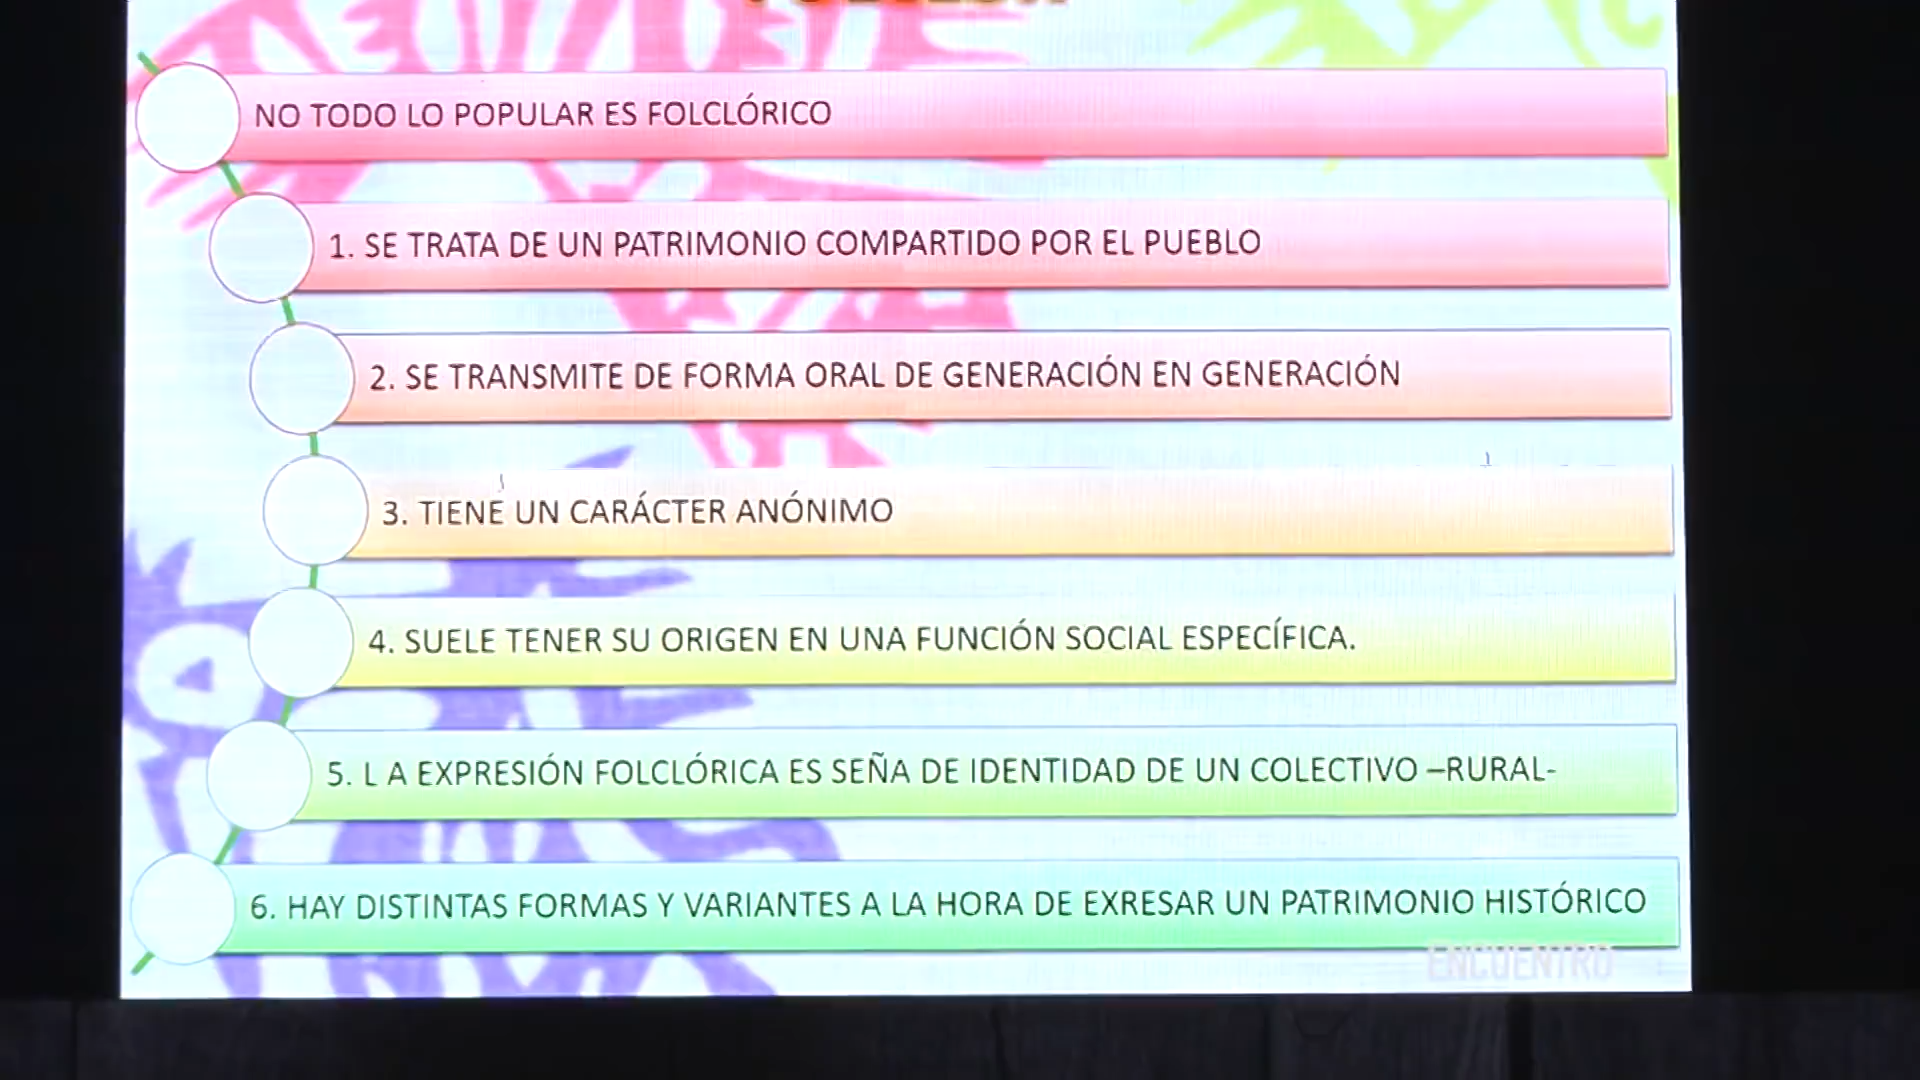 NO TODO LO POPULAR ES FOLCLÓRICO
1. SE TRATA DE UN PATRIMONIO COMPARTIDO POR EL PUEBLO
2. SE TRANSMITE DE FORMA ORAL DE GENERACIÓN EN GENERACIÓN
3. TIENE UN CARÁCTER ANÓNIMO
4. SUELE TENER SU ORIGEN EN UNA FUNCIÓN SOCIAL ESPECÍFICA.
5. L A EXPRESIÓN FOLCLÓRICA ES SEÑA DE IDENTIDAD DE UN COLECTIVO –RURAL-
6. HAY DISTINTAS FORMAS Y VARIANTES A LA HORA DE EXRESAR UN PATRIMONIO HISTÓRICO
ENCUENTRO